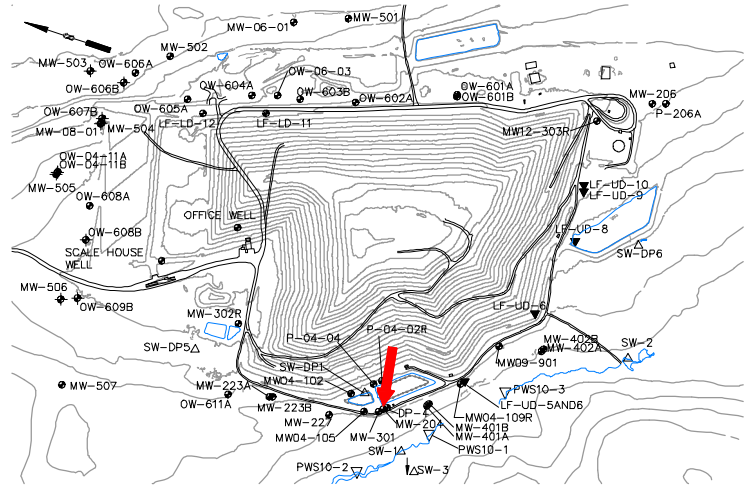 MW-06-01
MW-501
MW-502
MW-503
OW-606A
OW-606B
OW-06-03
OW-604A
OW-603B
OW-601A
OW-601B
OW-602A
MW-206
P-206A
OW-605A
LF-LD-12
LF-LD-11
OW-607B
MW-08-01
MW-504
MW12-303R
OW-04-11A
OW-04-11B
MW-505
LF-UD-10
LF-UD-9
OW-608A
OFFICE WELL
OW-608B
LF-UD-8
SW-DP6
SCALE HOUSE
WELL
MW-506
OW-609B
MW-302R
LF-UD-6
P-04-04
P-04-02R
SW-DP5
SW-DP1
MW04-102
MW-402B
MW-402A
SW-2
MW09-901
MW-507
MW-223A
OW-611A
MW-223B
MW-227
MW04-105
MW-301
DP-4
MW-204
PWS10-3
LF-UD-5AND6
MW04-109R
MW-401B
MW-401A
PWS10-1
SW-1
PWS10-2
SW-3